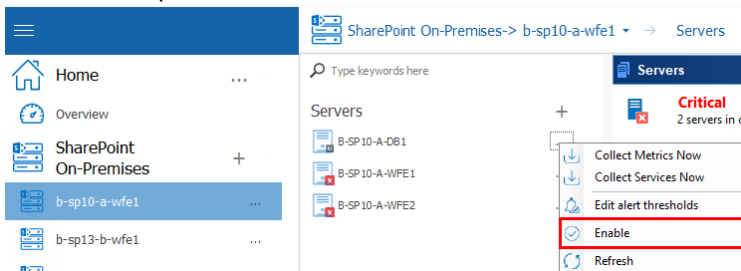 SharePoint On-Premises-> b-sp10-a-wfe1 → Servers
Home
...
Overview
SharePoint
On-Premises
+
b-sp10-a-wfe1
...
b-sp13-b-wfe1
...
Type keywords here
Servers
+
B-SP10-A-DB1
...
B-SP10-A-WFE1
B-SP10-A-WFE2
Servers
Critical
2 servers in
Collect Metrics Now
Collect Services Now
Edit alert thresholds
Enable
Refresh